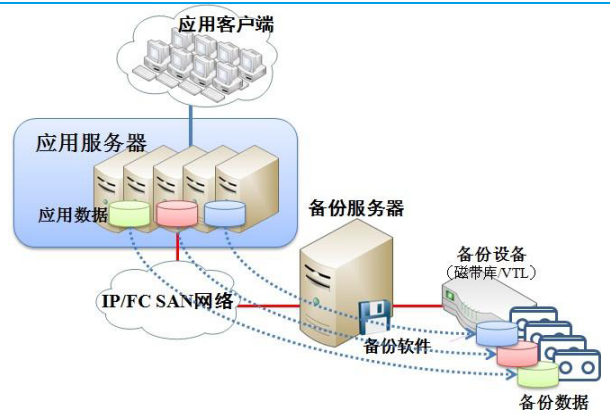 应用客户端
应用服务器
应用数据
备份服务器
备份设备
（磁带库/VTL）
IP/FC SAN网络
备份软件
备份数据